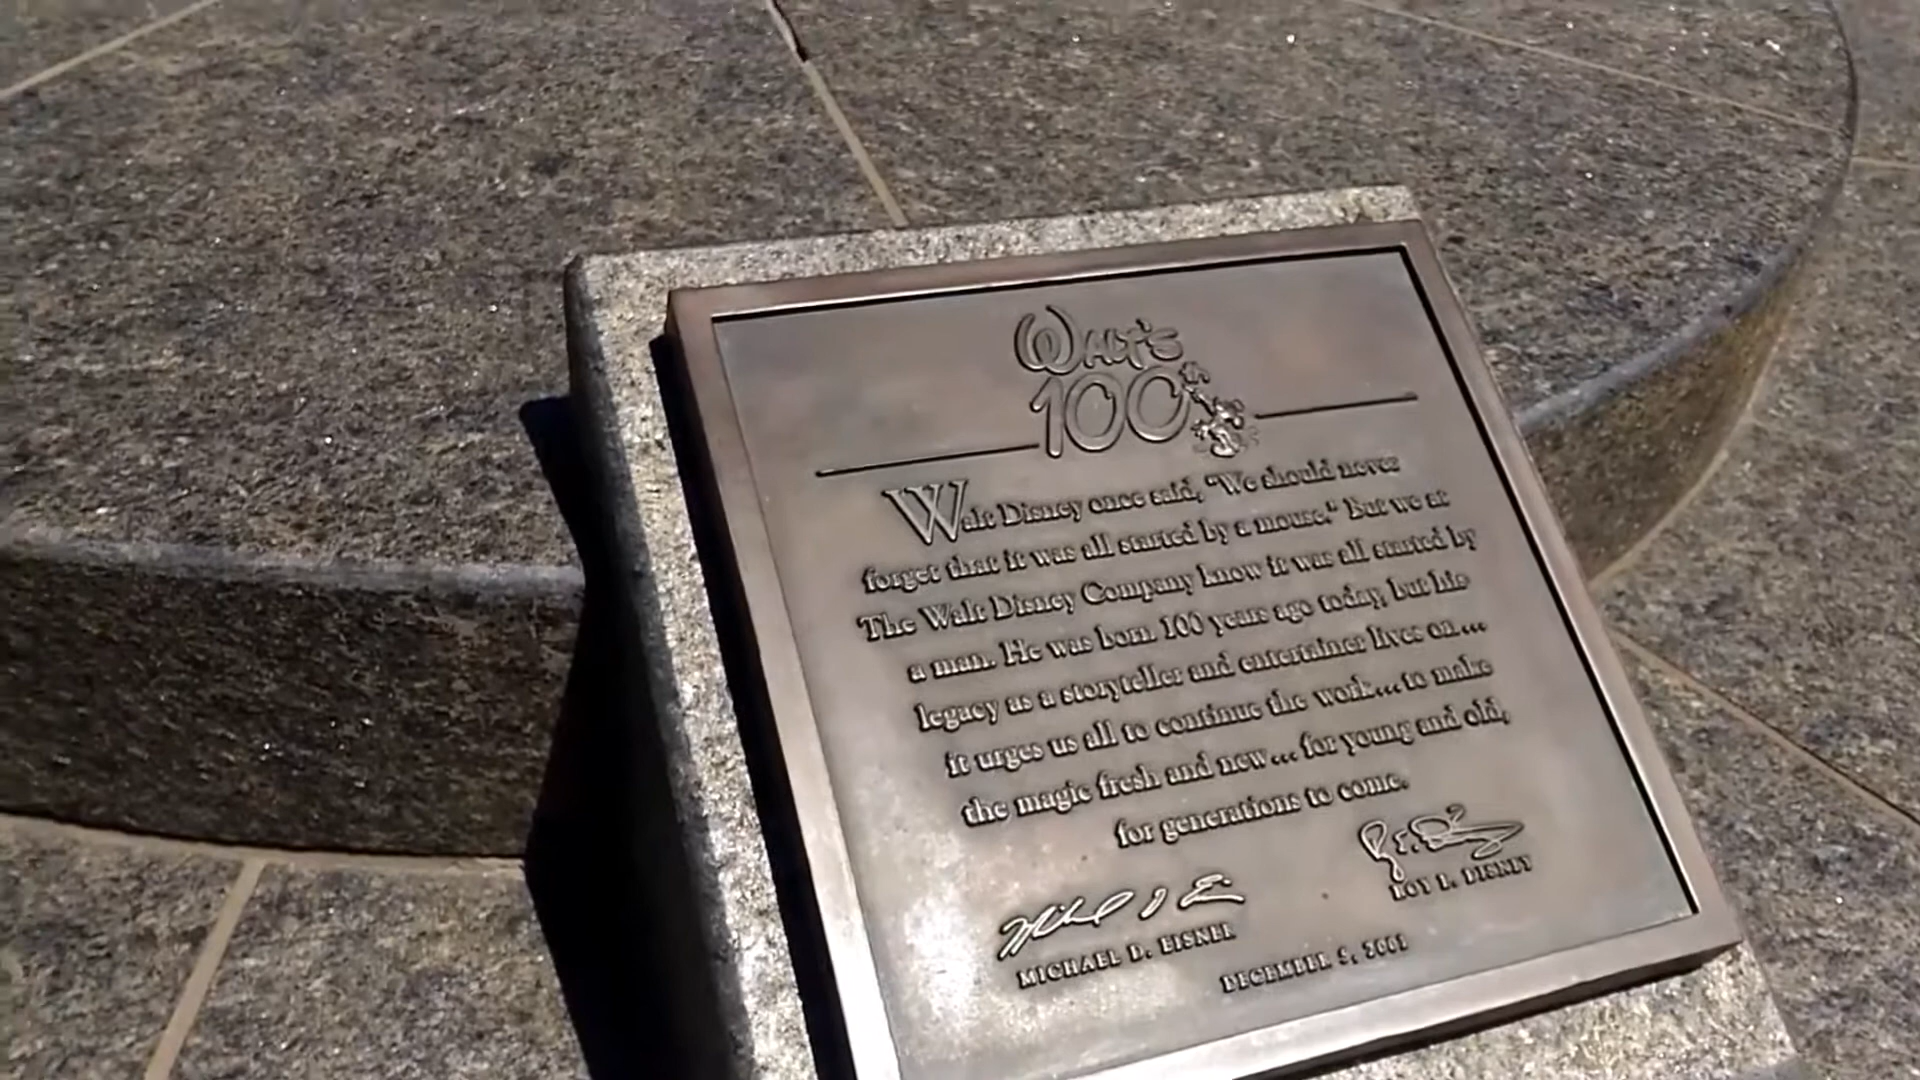 WALT'S
100th
Walt Disney once said, "We should never
forget that it was all started by a mouse." But we at
The Walt Disney Company know it was all started by
a man. He was born 100 years ago today, but his
legacy as a storyteller and entertainer lives on...
it urges us all to continue the work... to make
the magic fresh and new... for young and old,
for generations to come.
MICHAEL D. EISNER
ROY E. DISNEY
DECEMBER 5, 2001